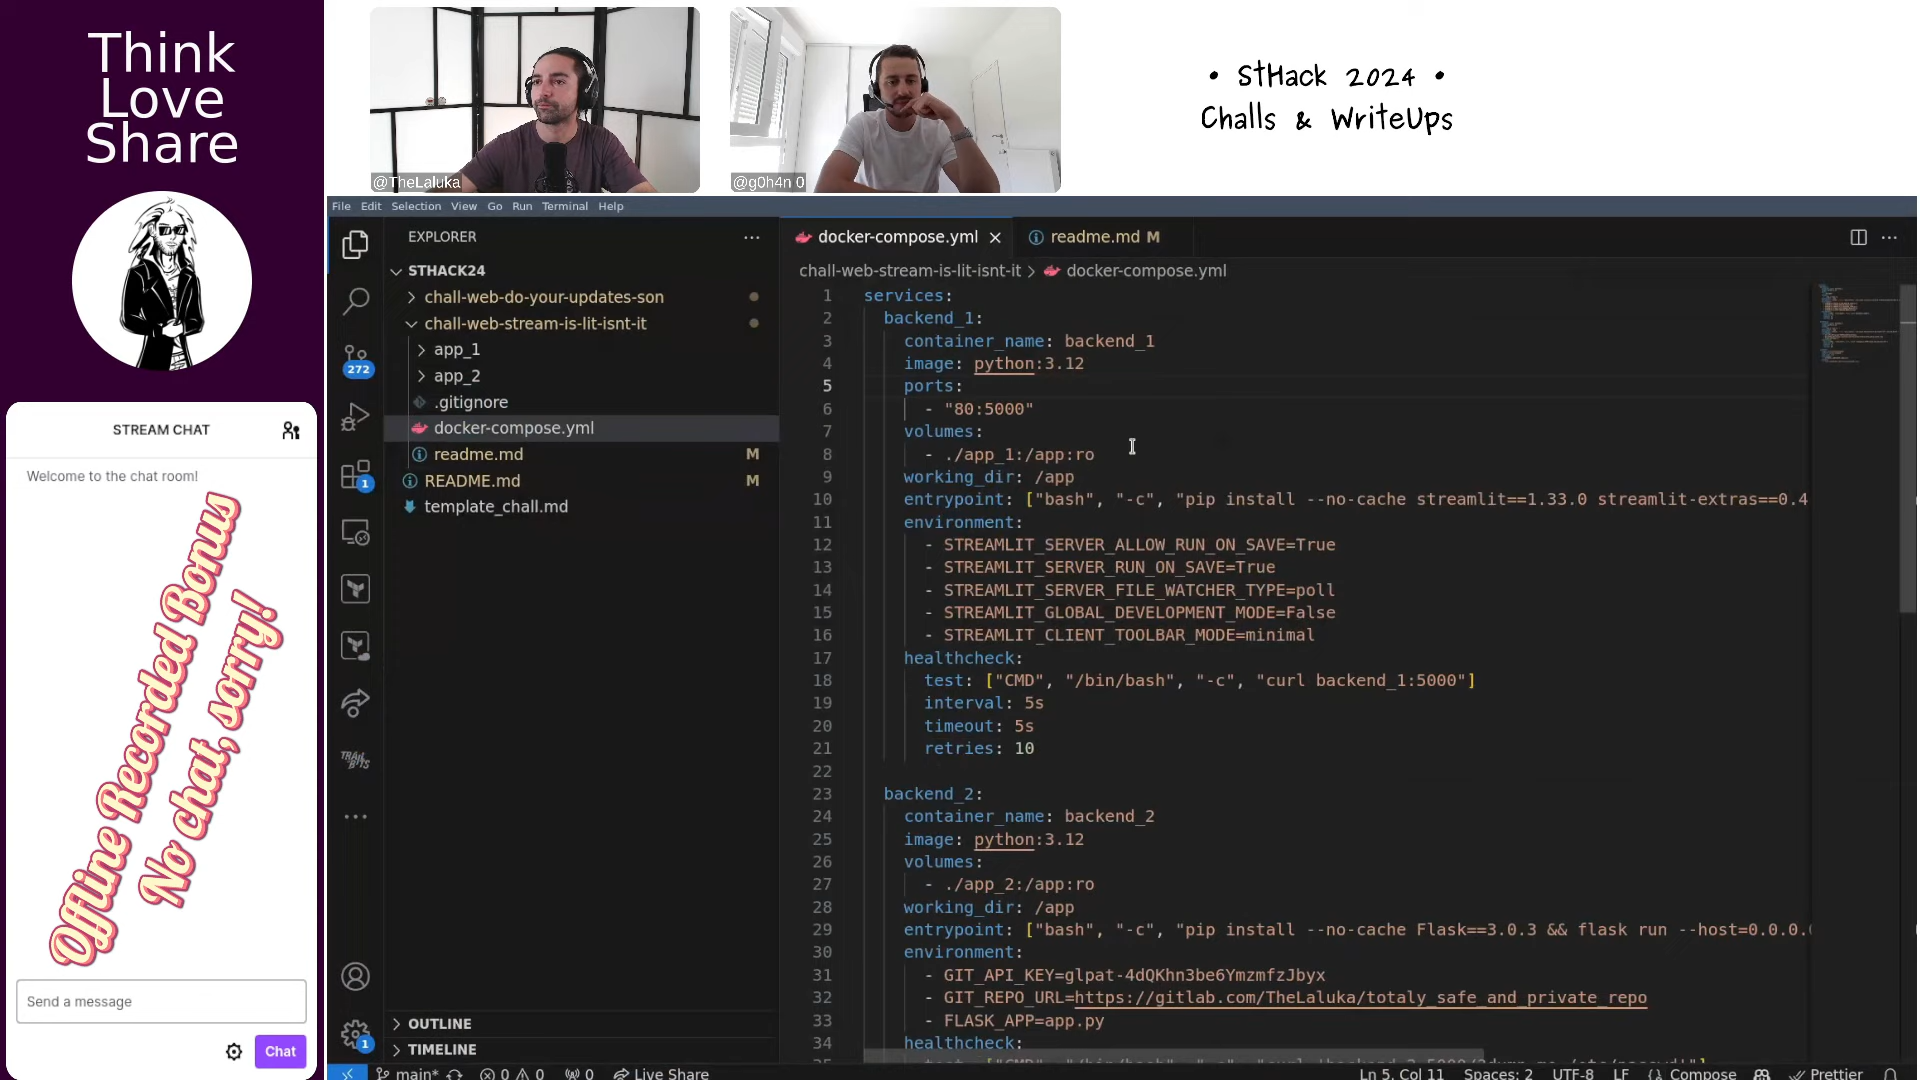 Think
Love
Share
@TheLaluka
@g0h4n 0
• StHack 2024 •
Challs & WriteUps
STREAM CHAT
Welcome to the chat room!
Offline Recorded Bonus
No chat, sorry!
Send a message
Chat
File Edit Selection View Go Run Terminal Help
EXPLORER
STHACK24
chall-web-do-your-updates-son
chall-web-stream-is-lit-isnt-it
app_1
app_2
.gitignore
docker-compose.yml
readme.md M
README.md M
template_chall.md
OUTLINE
TIMELINE
272
1
1
docker-compose.yml
readme.md M
chall-web-stream-is-lit-isnt-it > docker-compose.yml
1 services:
2 backend_1:
3 container_name: backend_1
4 image: python:3.12
5 ports:
6 - "80:5000"
7 volumes:
8 - ./app_1:/app:ro
9 working_dir: /app
10 entrypoint: ["bash", "-c", "pip install --no-cache streamlit==1.33.0 streamlit-extras==0.4
11 environment:
12 - STREAMLIT_SERVER_ALLOW_RUN_ON_SAVE=True
13 - STREAMLIT_SERVER_RUN_ON_SAVE=True
14 - STREAMLIT_SERVER_FILE_WATCHER_TYPE=poll
15 - STREAMLIT_GLOBAL_DEVELOPMENT_MODE=False
16 - STREAMLIT_CLIENT_TOOLBAR_MODE=minimal
17 healthcheck:
18 test: ["CMD", "/bin/bash", "-c", "curl backend_1:5000"]
19 interval: 5s
20 timeout: 5s
21 retries: 10
22
23 backend_2:
24 container_name: backend_2
25 image: python:3.12
26 volumes:
27 - ./app_2:/app:ro
28 working_dir: /app
29 entrypoint: ["bash", "-c", "pip install --no-cache Flask==3.0.3 && flask run --host=0.0.0.
30 environment:
31 - GIT_API_KEY=glpat-4dQKhn3be6YmzmfzJbyx
32 - GIT_REPO_URL=https://gitlab.com/TheLaluka/totaly_safe_and_private_repo
33 - FLASK_APP=app.py
34 healthcheck:
main* 0 0 0 Live Share
Ln 5, Col 11 Spaces: 2 UTF-8 LF Compose Prettier